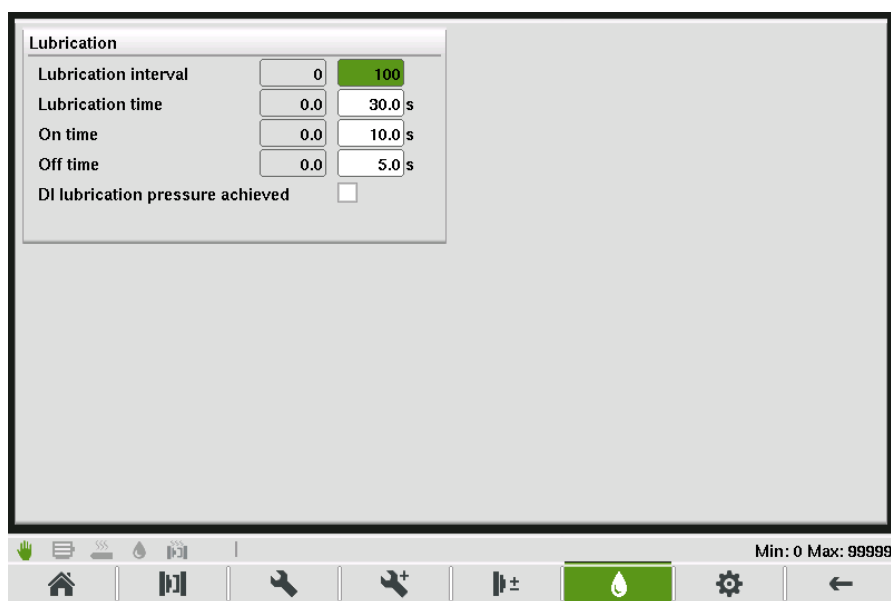 Lubrication
Lubrication interval 0 100
Lubrication time 0.0 30.0 s
On time 0.0 10.0 s
Off time 0.0 5.0 s
DI lubrication pressure achieved
Min: 0 Max: 99999